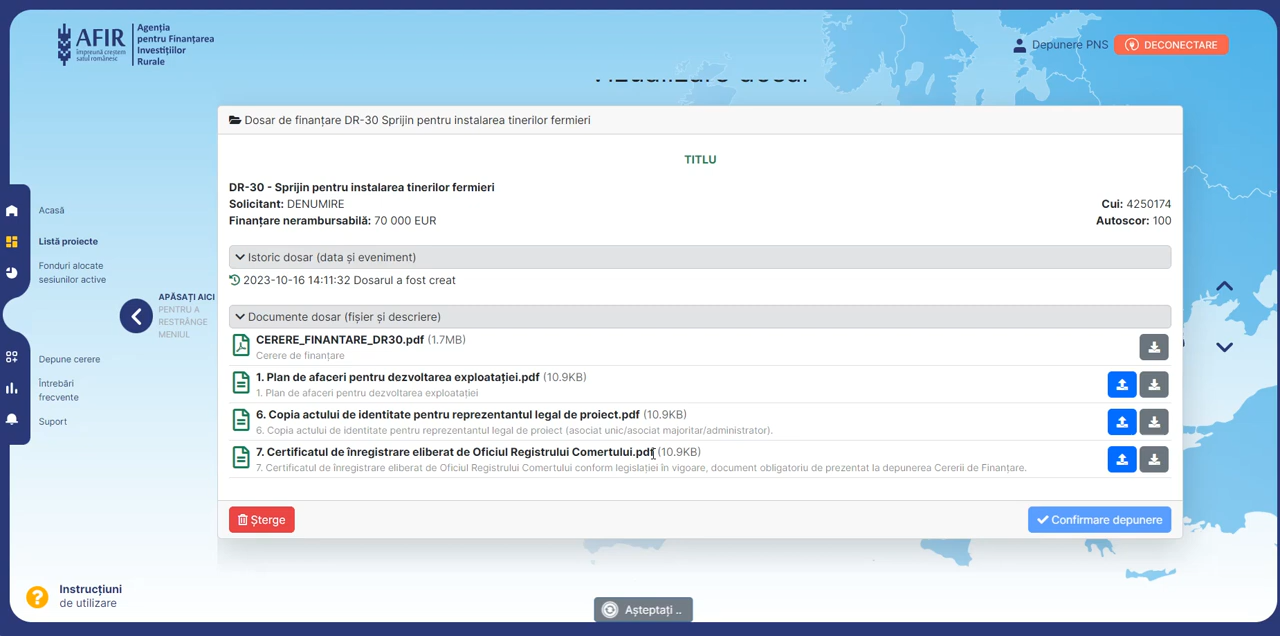 AFIR
împreună creștem
satul românesc
Agenția
pentru Finanțarea
Investițiilor
Rurale
Depunere PNS
DECONECTARE
Vizualizare dosar
Dosar de finanțare DR-30 Sprijin pentru instalarea tinerilor fermieri
TITLU
DR-30 - Sprijin pentru instalarea tinerilor fermieri
Solicitant: DENUMIRE
Cui: 4250174
Finanțare nerambursabilă: 70 000 EUR
Autoscor: 100
Istoric dosar (data și eveniment)
2023-10-16 14:11:32 Dosarul a fost creat
Documente dosar (fișier și descriere)
CERERE_FINANTARE_DR30.pdf (1.7MB)
Cerere de finanțare
1. Plan de afaceri pentru dezvoltarea exploatației.pdf (10.9KB)
1. Plan de afaceri pentru dezvoltarea exploatației
6. Copia actului de identitate pentru reprezentantul legal de proiect.pdf (10.9KB)
6. Copia actului de identitate pentru reprezentantul legal de proiect (asociat unic/asociat majoritar/administrator).
7. Certificatul de înregistrare eliberat de Oficiul Registrului Comertului.pdf (10.9KB)
7. Certificatul de înregistrare eliberat de Oficiul Registrului Comertului conform legislației în vigoare, document obligatoriu de prezentat la depunerea Cererii de Finanțare.
Șterge
Confirmare depunere
Acasă
Listă proiecte
Fonduri alocate
sesiunilor active
APĂSAȚI AICI
PENTRU A
RESTRÂNGE
MENIUL
Depune cerere
Întrebări
frecvente
Suport
Instrucțiuni
de utilizare
Așteptați ..